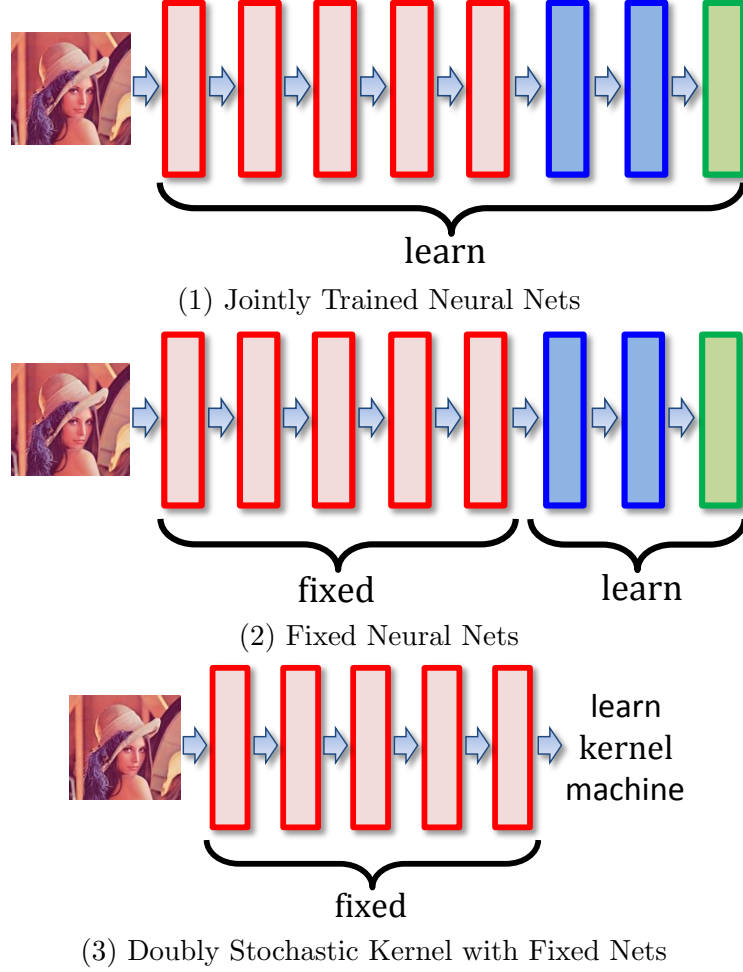 learn
(1) Jointly Trained Neural Nets
fixed
learn
(2) Fixed Neural Nets
learn
kernel
machine
fixed
(3) Doubly Stochastic Kernel with Fixed Nets